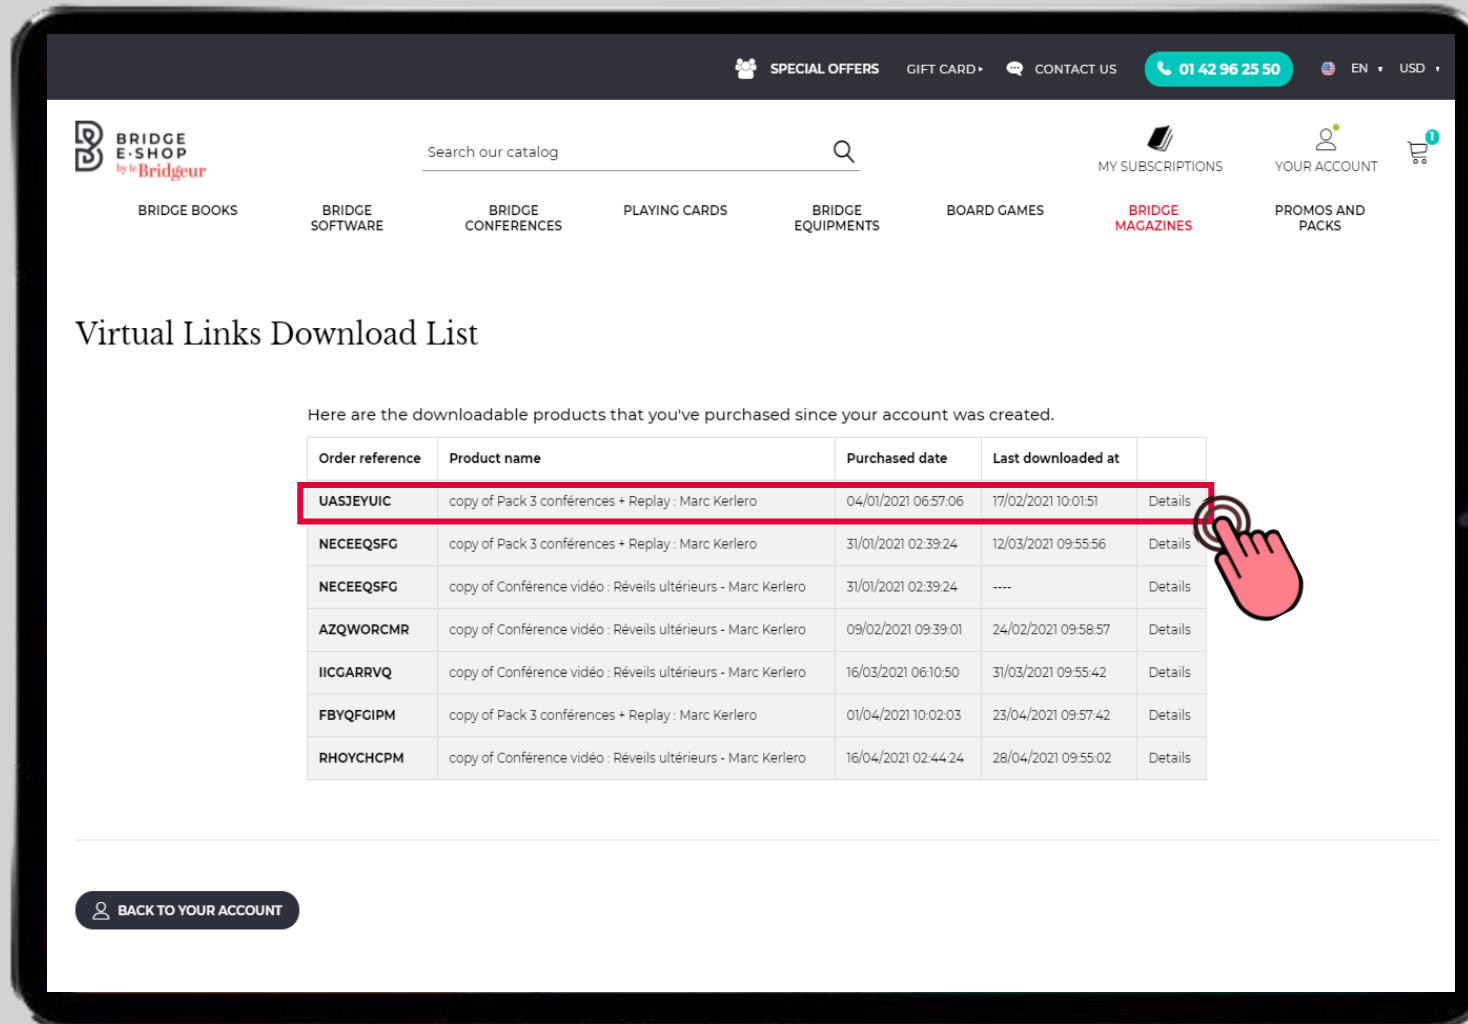 SPECIAL OFFERS GIFT CARD CONTACT US 01 42 96 25 50 EN USD
BRIDGE
E·SHOP
by le Bridgeur
Search our catalog
MY SUBSCRIPTIONS
YOUR ACCOUNT
1
BRIDGE BOOKS
BRIDGE
SOFTWARE
BRIDGE
CONFERENCES
PLAYING CARDS
BRIDGE
EQUIPMENTS
BOARD GAMES
BRIDGE
MAGAZINES
PROMOS AND
PACKS
Virtual Links Download List
Here are the downloadable products that you've purchased since your account was created.
Order reference Product name Purchased date Last downloaded at
UASJEYUIC copy of Pack 3 conférences + Replay : Marc Kerlero 04/01/2021 06:57:06 17/02/2021 10:01:51 Details
NECEEQSFG copy of Pack 3 conférences + Replay : Marc Kerlero 31/01/2021 02:39:24 12/03/2021 09:55:56 Details
NECEEQSFG copy of Conférence vidéo : Réveils ultérieurs - Marc Kerlero 31/01/2021 02:39:24 ---- Details
AZQWORCMR copy of Conférence vidéo : Réveils ultérieurs - Marc Kerlero 09/02/2021 09:39:01 24/02/2021 09:58:57 Details
IICGARRVQ copy of Conférence vidéo : Réveils ultérieurs - Marc Kerlero 16/03/2021 06:10:50 31/03/2021 09:55:42 Details
FBYQFGIPM copy of Pack 3 conférences + Replay : Marc Kerlero 01/04/2021 10:02:03 23/04/2021 09:57:42 Details
RHOYCHCPM copy of Conférence vidéo : Réveils ultérieurs - Marc Kerlero 16/04/2021 02:44:24 28/04/2021 09:55:02 Details
BACK TO YOUR ACCOUNT